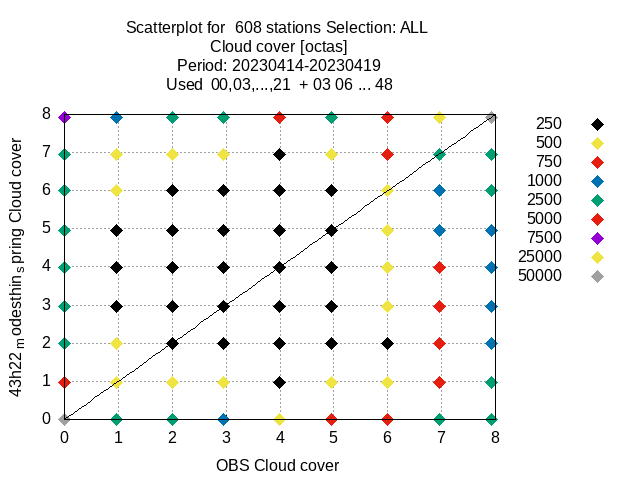 Scatterplot for  608 stations Selection: ALL
Cloud cover [octas]
Period: 20230414-20230419
Used  00,03,...,21  + 03 06 ... 48
43h22 m odesthin s pring Cloud cover
8
7
6
5
4
3
2
1
0
0 1 2 3 4 5 6 7 8
OBS Cloud cover
250
500
750
1000
2500
5000
7500
25000
50000